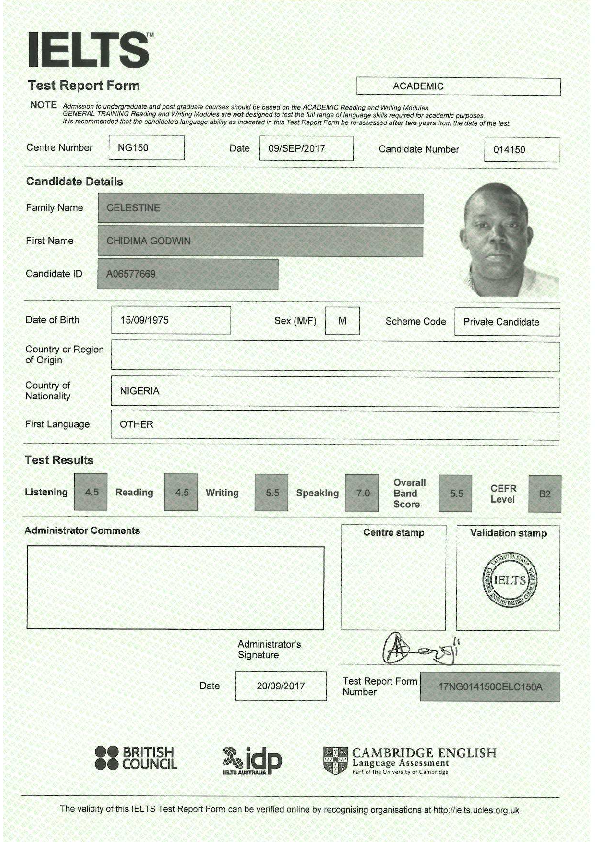 IELTS™
Test Report Form
ACADEMIC
NOTE Admission to undergraduate and post graduate courses should be based on the ACADEMIC Reading and Writing Modules.
GENERAL TRAINING Reading and Writing Modules are not designed to test the full range of language skills required for academic purposes.
It is recommended that the candidate's language ability as indicated in this Test Report Form be re-assessed after two years from the date of the test.
Centre Number NG150 Date 09/SEP/2017 Candidate Number 014150
Candidate Details
Family Name CELESTINE
First Name CHIDIMA GODWIN
Candidate ID A06577669
Date of Birth 15/09/1975 Sex (M/F) M Scheme Code Private Candidate
Country or Region
of Origin
Country of
Nationality NIGERIA
First Language OTHER
Test Results
Listening 4.5 Reading 4.5 Writing 5.5 Speaking 7.0 Overall Band Score 5.5 CEFR Level B2
Administrator Comments
Centre stamp
Validation stamp
IELTS
Administrator's
Signature
Date 20/09/2017 Test Report Form
Number 17NG014150CELC150A
BRITISH
COUNCIL
idp
IELTS AUSTRALIA
CAMBRIDGE ENGLISH
Language Assessment
Part of the University of Cambridge
The validity of this IELTS Test Report Form can be verified online by recognising organisations at http://ielts.ucles.org.uk